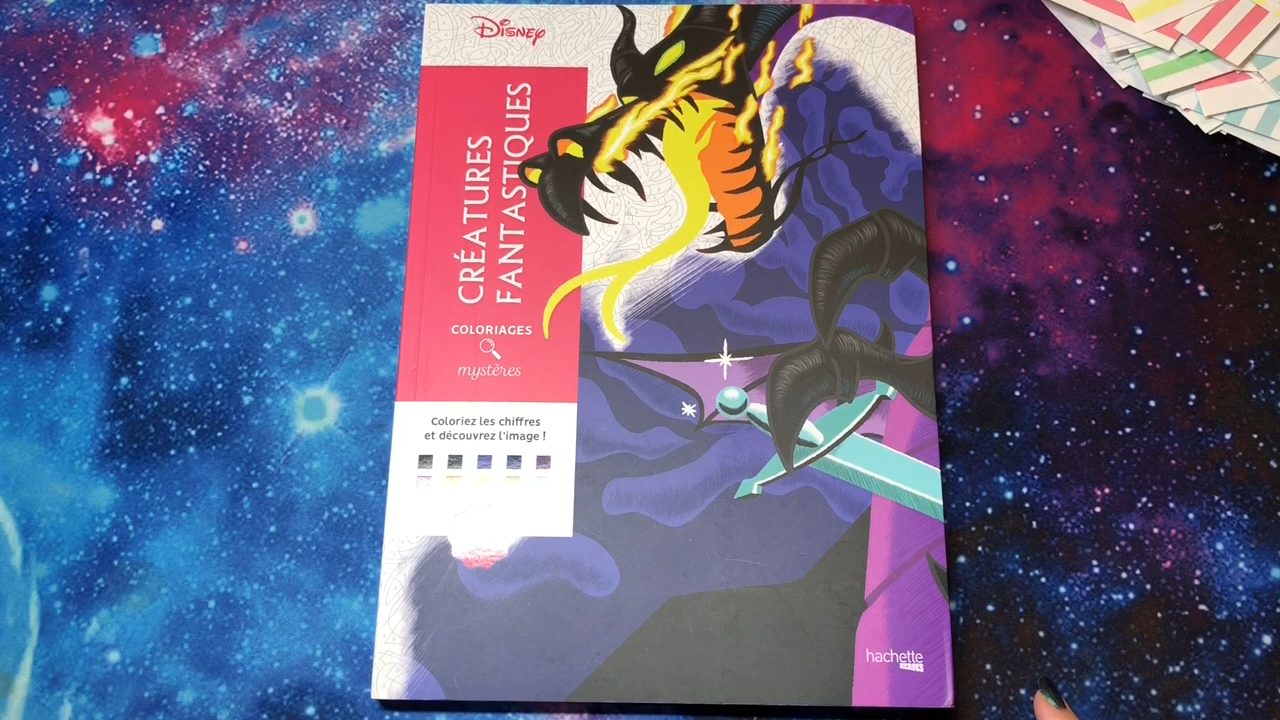 Disney
CRÉATURES
FANTASTIQUES
COLORIAGES
mystères
Coloriez les chiffres
et découvrez l'image !
hachette